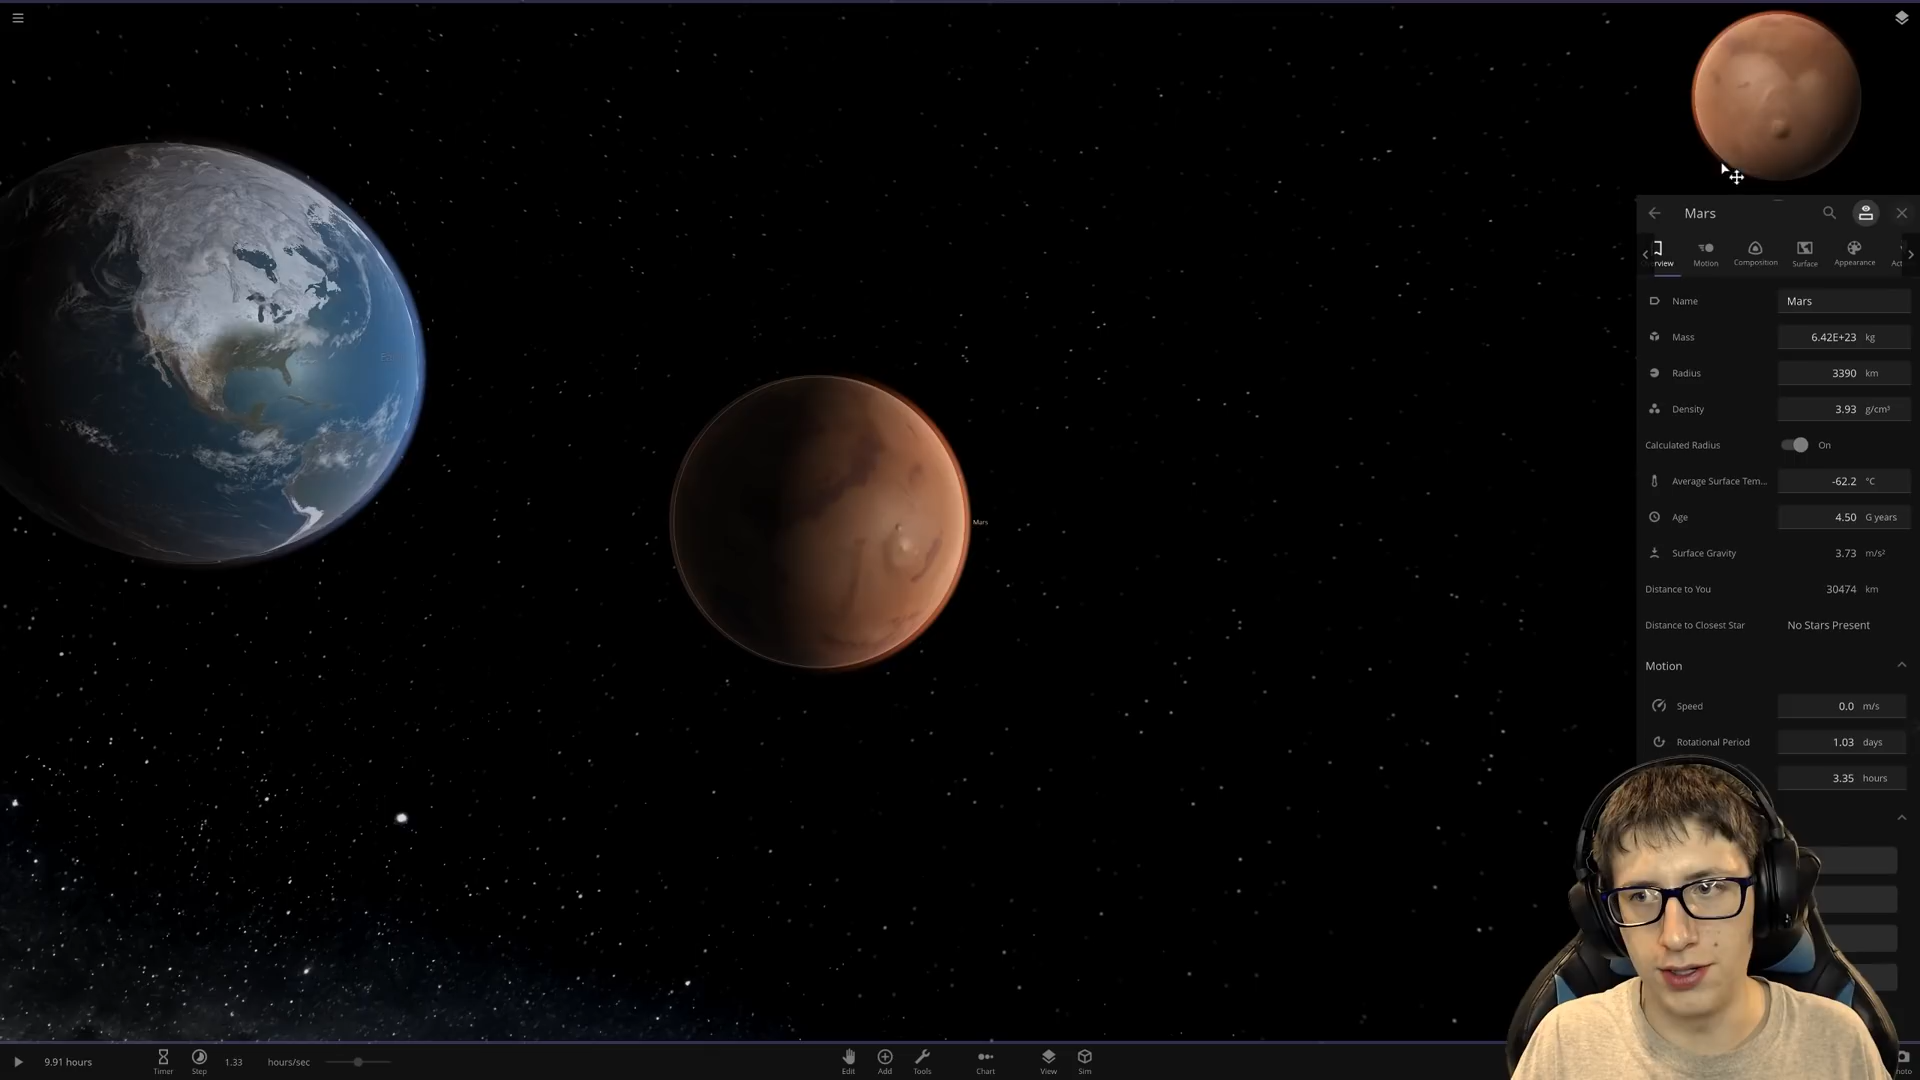 Mars
rview
Motion
Composition
Surface
Appearance
Act
Name Mars
Mass 6.42E+23 kg
Radius 3390 km
Density 3.93 g/cm³
Calculated Radius On
Average Surface Tem... -62.2 °C
Age 4.50 G years
Surface Gravity 3.73 m/s²
Distance to You 30474 km
Distance to Closest Star No Stars Present
Motion
Speed 0.0 m/s
Rotational Period 1.03 days
3.35 hours
Mars
9.91 hours
Timer
Step
1.33 hours/sec
Edit
Add
Tools
Chart
View
Sim
hoto